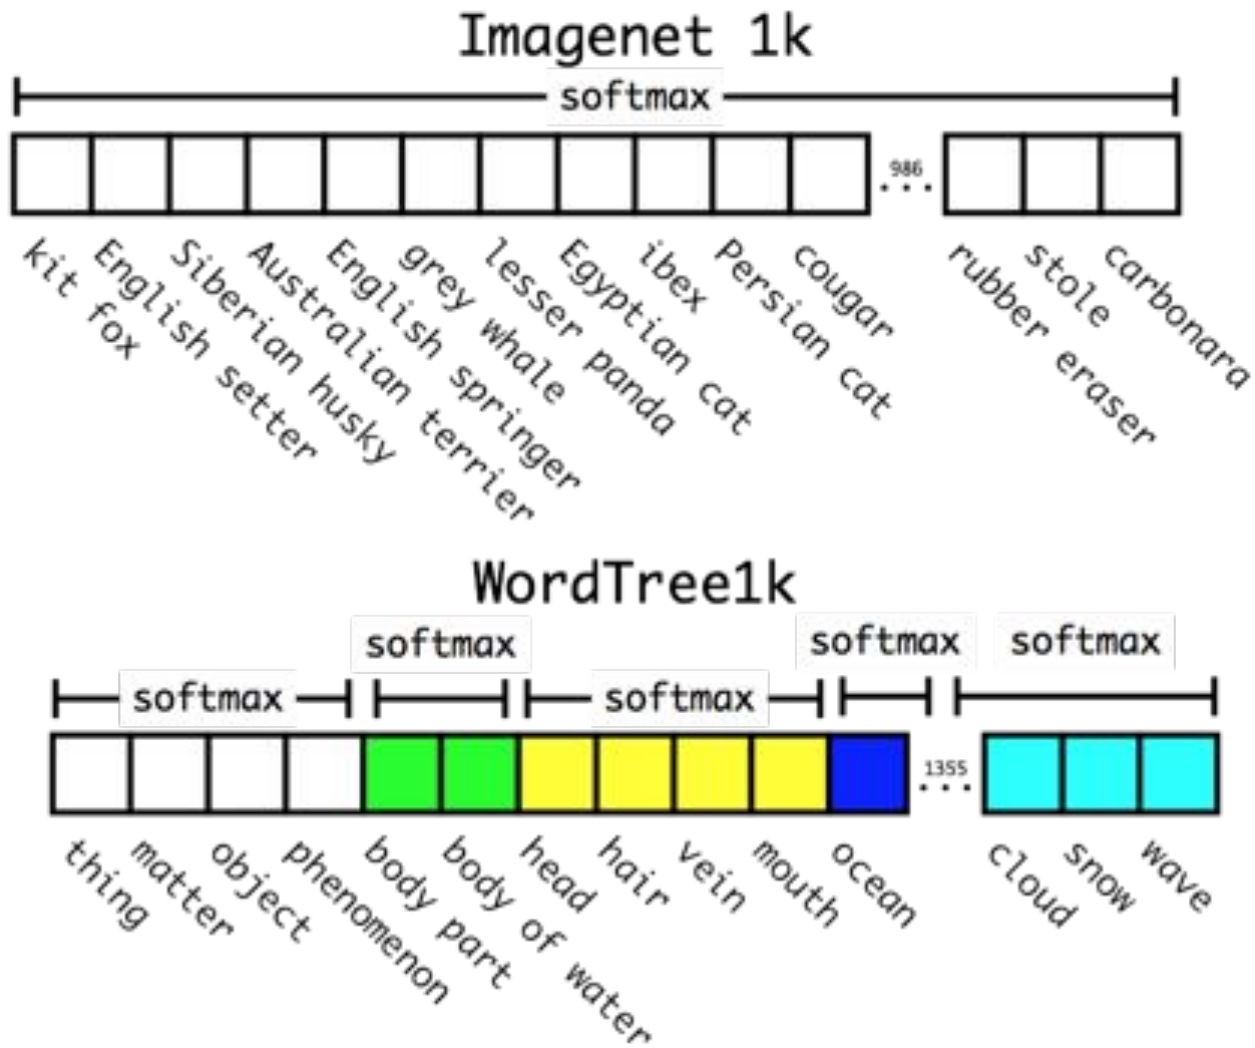 Imagenet 1k
softmax
986
...
kit fox
English setter
Siberian husky
Australian terrier
English springer
grey whale
lesser panda
Egyptian cat
ibex
Persian cat
cougar
rubber eraser
stole
carbonara
WordTree1k
softmax
softmax
softmax
softmax
softmax
1355
...
thing
matter
object
phenomenon
body part
body of water
head
hair
vein
mouth
ocean
cloud
snow
wave